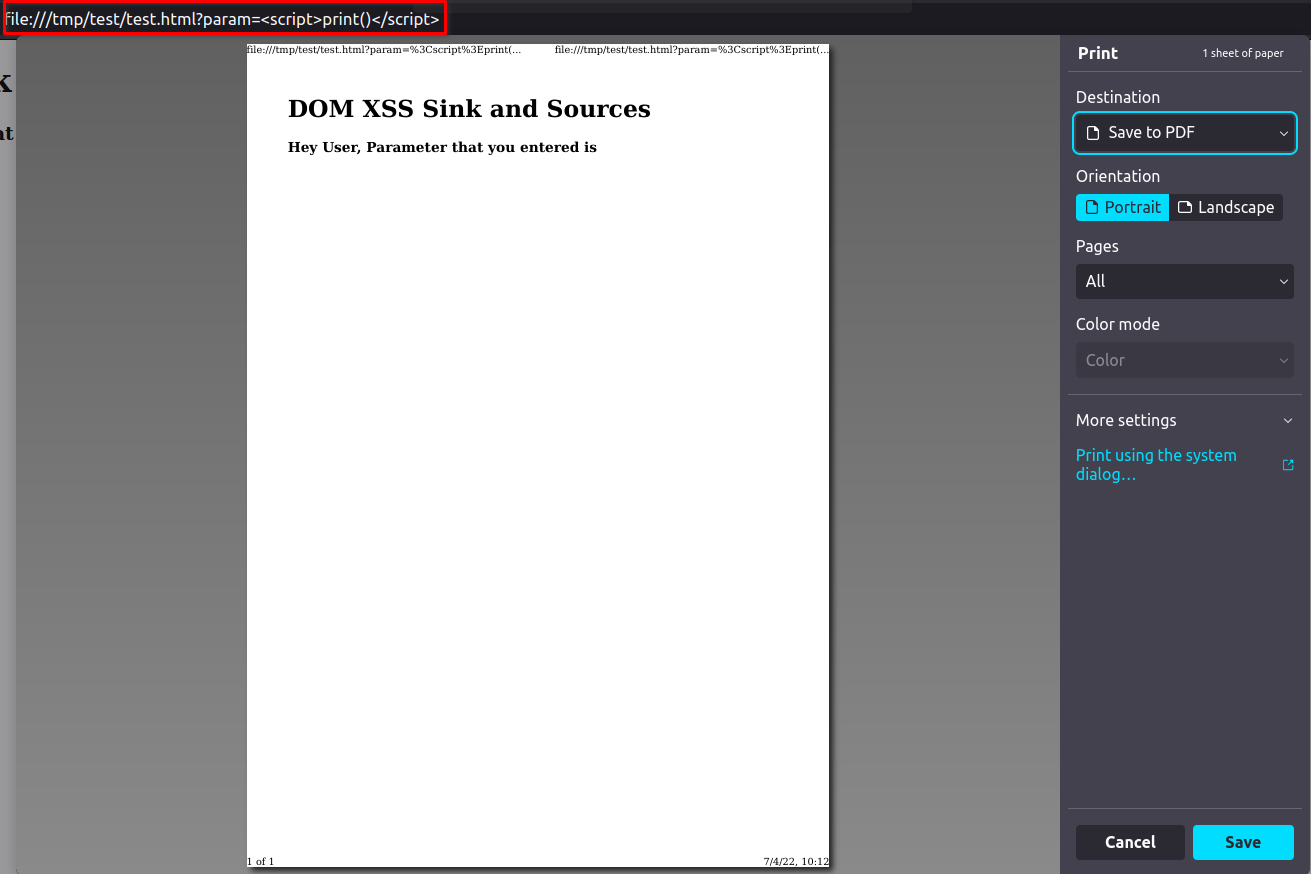 file:///tmp/test/test.html?param=<script>print()</script>
file:///tmp/test/test.html?param=%3Cscript%3Eprint(... file:///tmp/test/test.html?param=%3Cscript%3Eprint(...
DOM XSS Sink and Sources
Hey User, Parameter that you entered is
1 of 1 7/4/22, 10:12
k
nt
Print 1 sheet of paper
Destination
Save to PDF
Orientation
Portrait Landscape
Pages
All
Color mode
Color
More settings
Print using the system
dialog…
Cancel Save